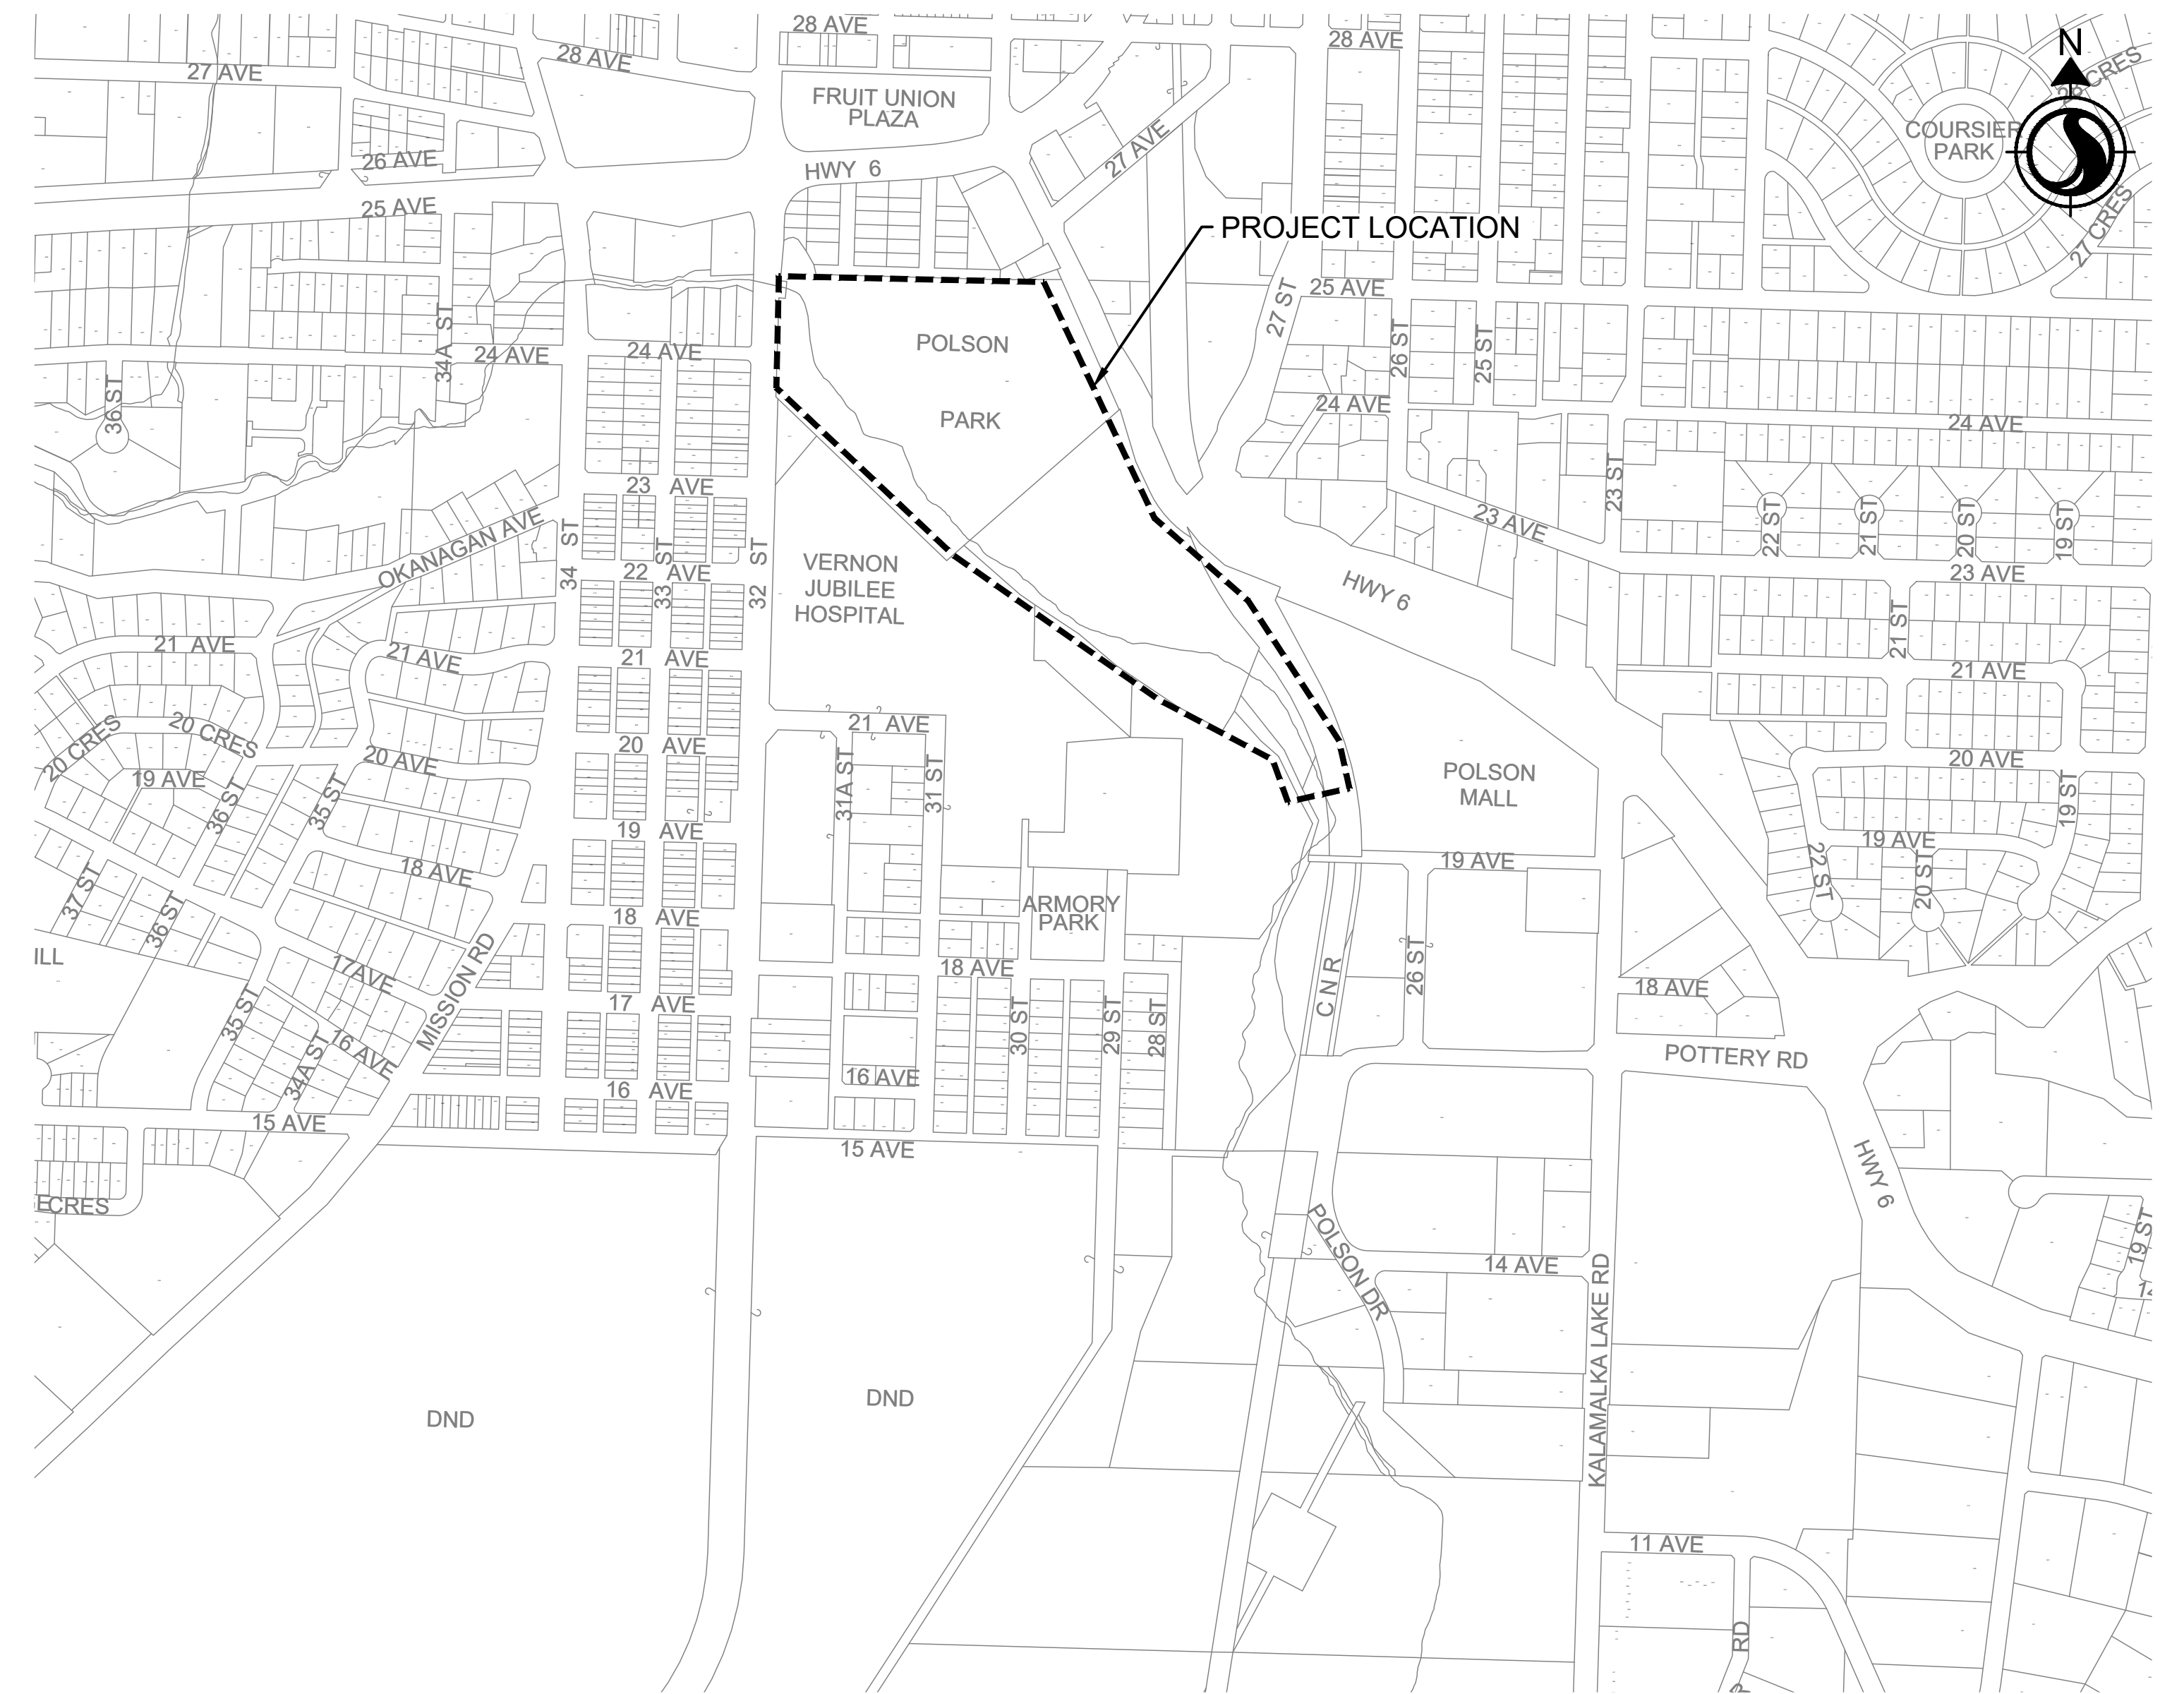 28 AVE
28 AVE
28 AVE
N
27 AVE
28 CRES
FRUIT UNION
PLAZA
COURSIER
PARK
27 AVE
26 AVE
HWY 6
25 AVE
27 CRES
PROJECT LOCATION
25 AVE
27 ST
34A ST
POLSON
26 ST
25 ST
24 AVE
24 AVE
36 ST
24 AVE
PARK
24 AVE
23 AVE
23 ST
23 AVE
22 ST
21 ST
20 ST
19 ST
OKANAGAN AVE
34 ST
33 ST
32 ST
VERNON
JUBILEE
HOSPITAL
22 AVE
23 AVE
HWY 6
21 ST
21 AVE
21 AVE
21 AVE
21 AVE
21 AVE
20 CRES
20 CRES
20 AVE
20 AVE
20 AVE
19 AVE
36 ST
35 ST
31A ST
31 ST
POLSON
MALL
19 ST
19 AVE
19 AVE
19 AVE
22 ST
20 ST
18 AVE
37 ST
36 ST
ARMORY
PARK
18 AVE
MISSION RD
ILL
17AVE
18 AVE
C N R
26 ST
18 AVE
35 ST
17 AVE
30 ST
29 ST
28 ST
34A ST
16 AVE
POTTERY RD
16 AVE
16 AVE
15 AVE
15 AVE
HWY 6
ECRES
POLSON DR
14 AVE
19 ST
KALAMALKA LAKE RD
DND
DND
11 AVE
RD